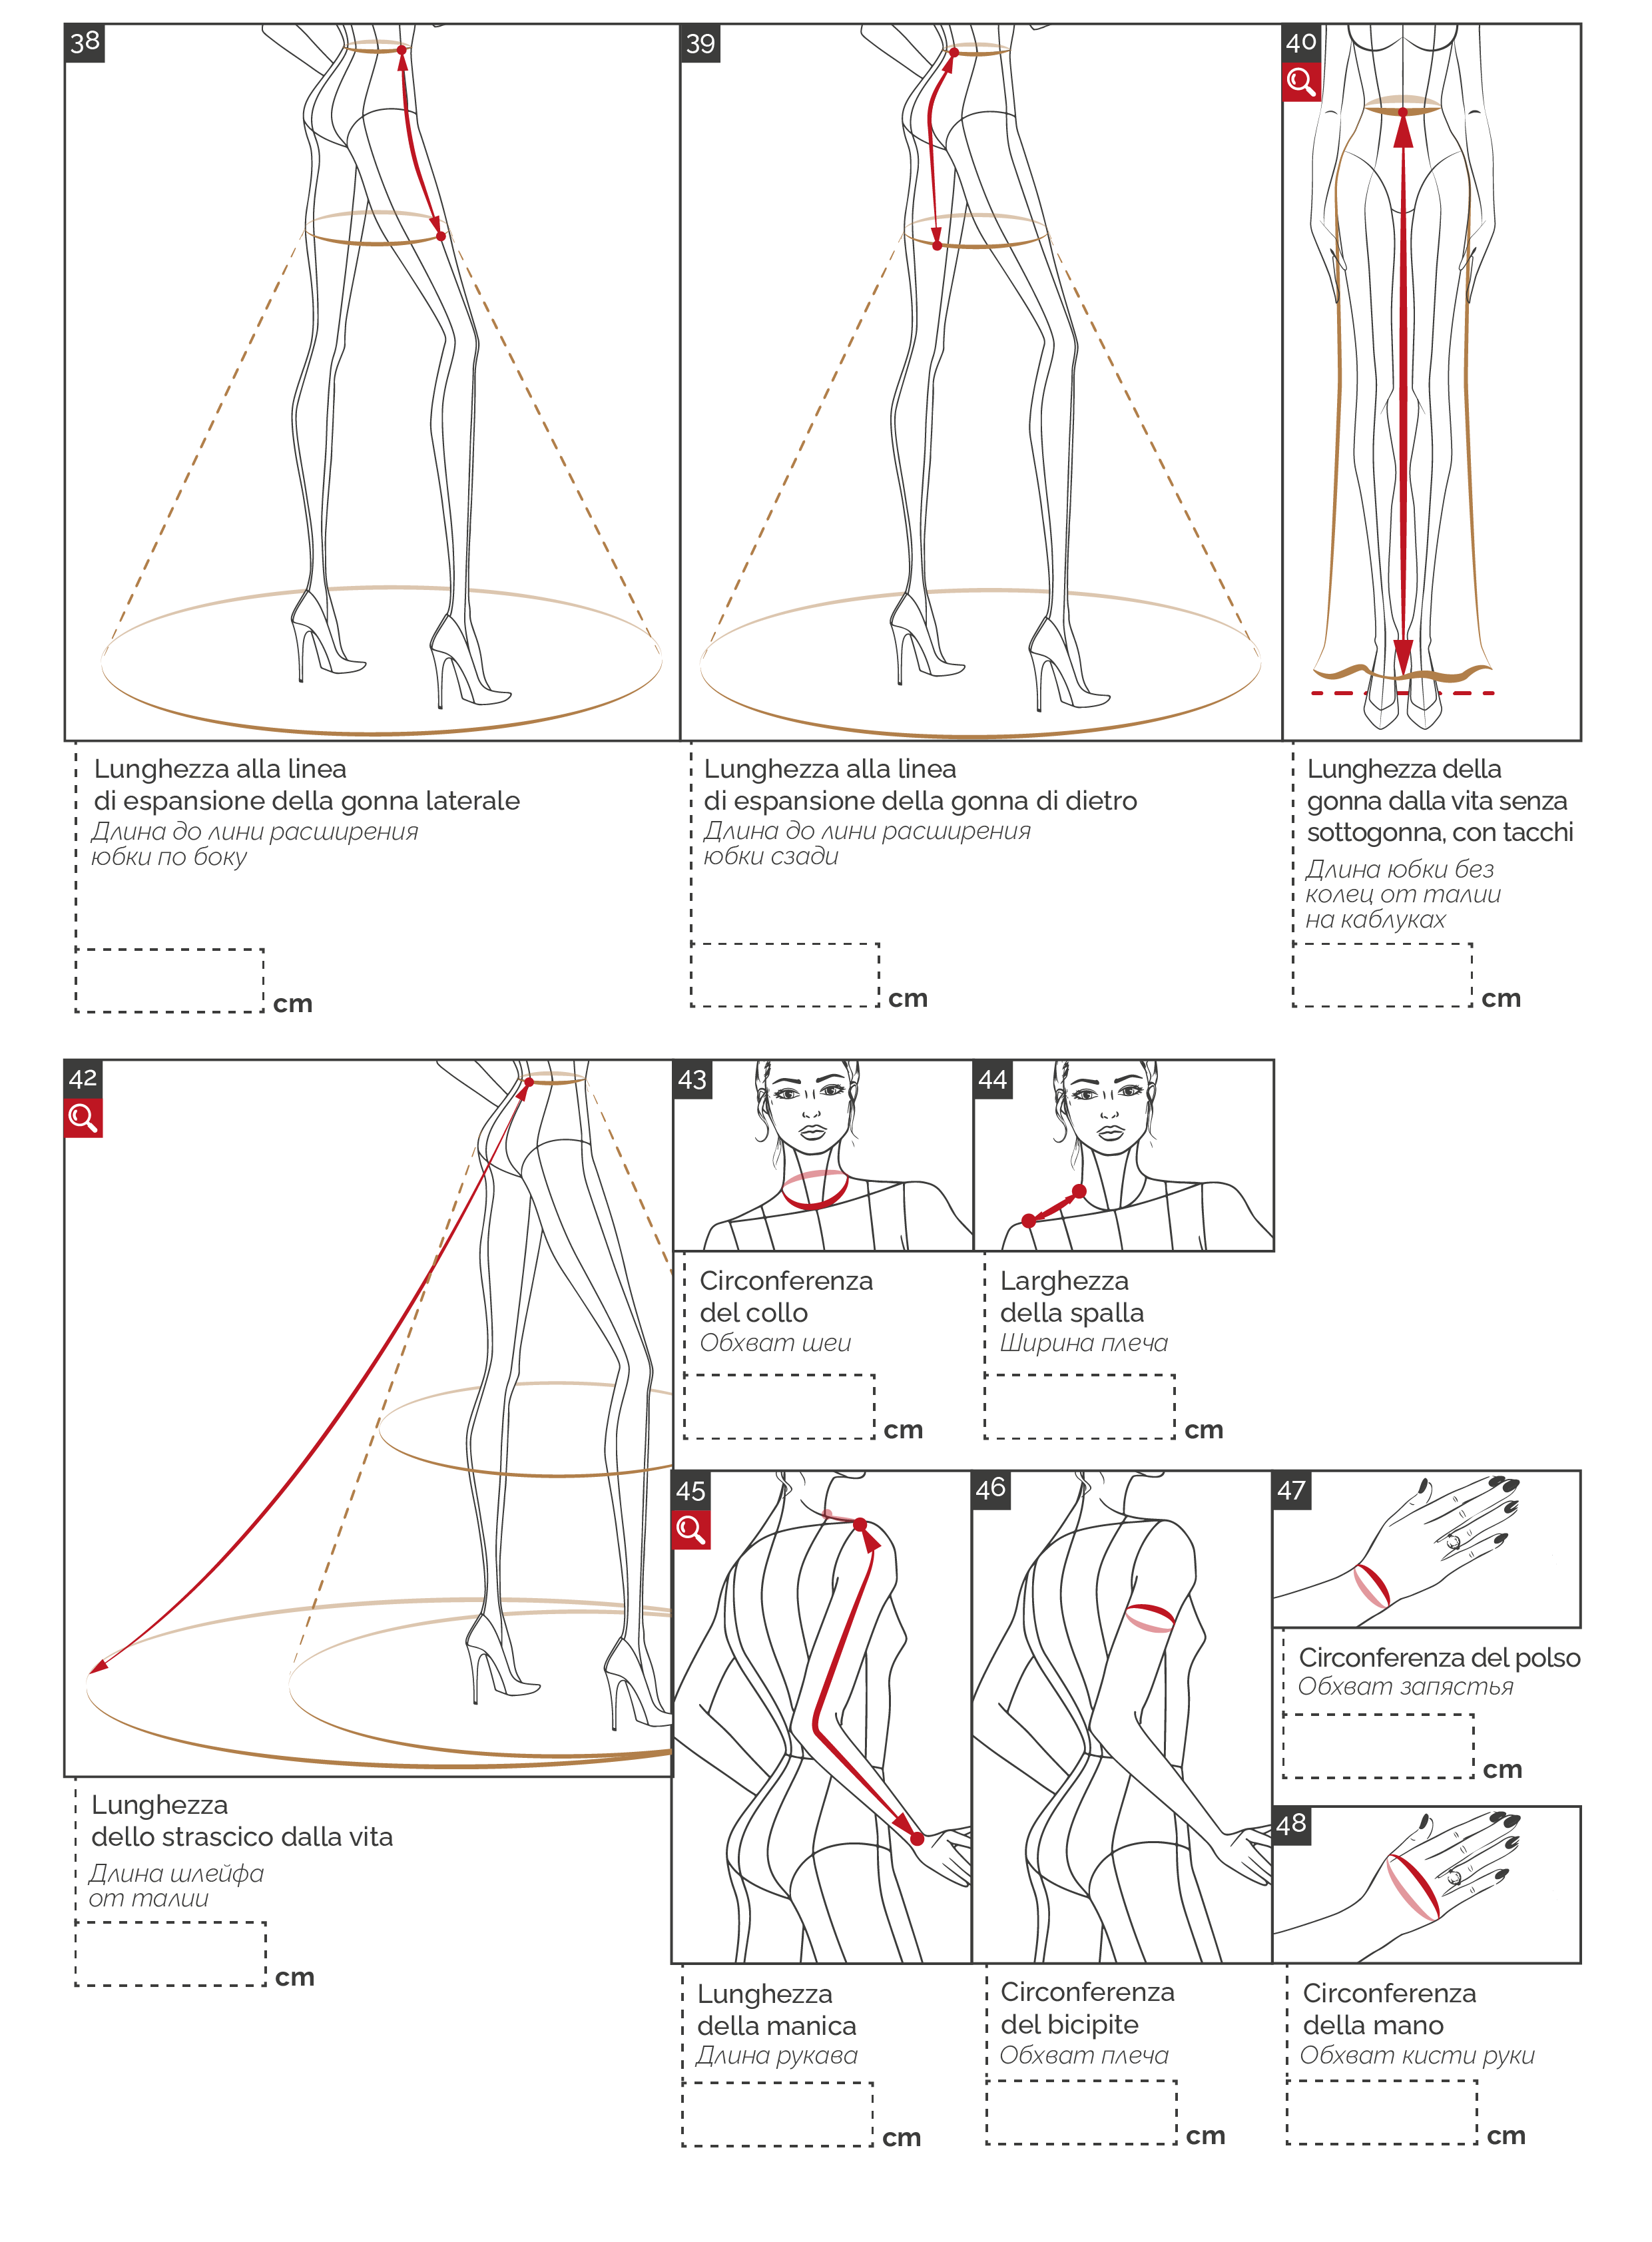 38
Lunghezza alla linea
di espansione della gonna laterale
Длина до лини расширения
юбки по боку
cm
39
Lunghezza alla linea
di espansione della gonna di dietro
Длина до лини расширения
юбки сзади
cm
40
Lunghezza della
gonna dalla vita senza
sottogonna, con tacchi
Длина юбки без
колец от талии
на каблуках
cm
42
Lunghezza
dello strascico dalla vita
Длина шлейфа
от талии
cm
43
Circonferenza
del collo
Обхват шеи
cm
44
Larghezza
della spalla
Ширина плеча
cm
45
Lunghezza
della manica
Длина рукава
cm
46
Circonferenza
del bicipite
Обхват плеча
cm
47
Circonferenza del polso
Обхват запястья
cm
48
Circonferenza
della mano
Обхват кисти руки
cm